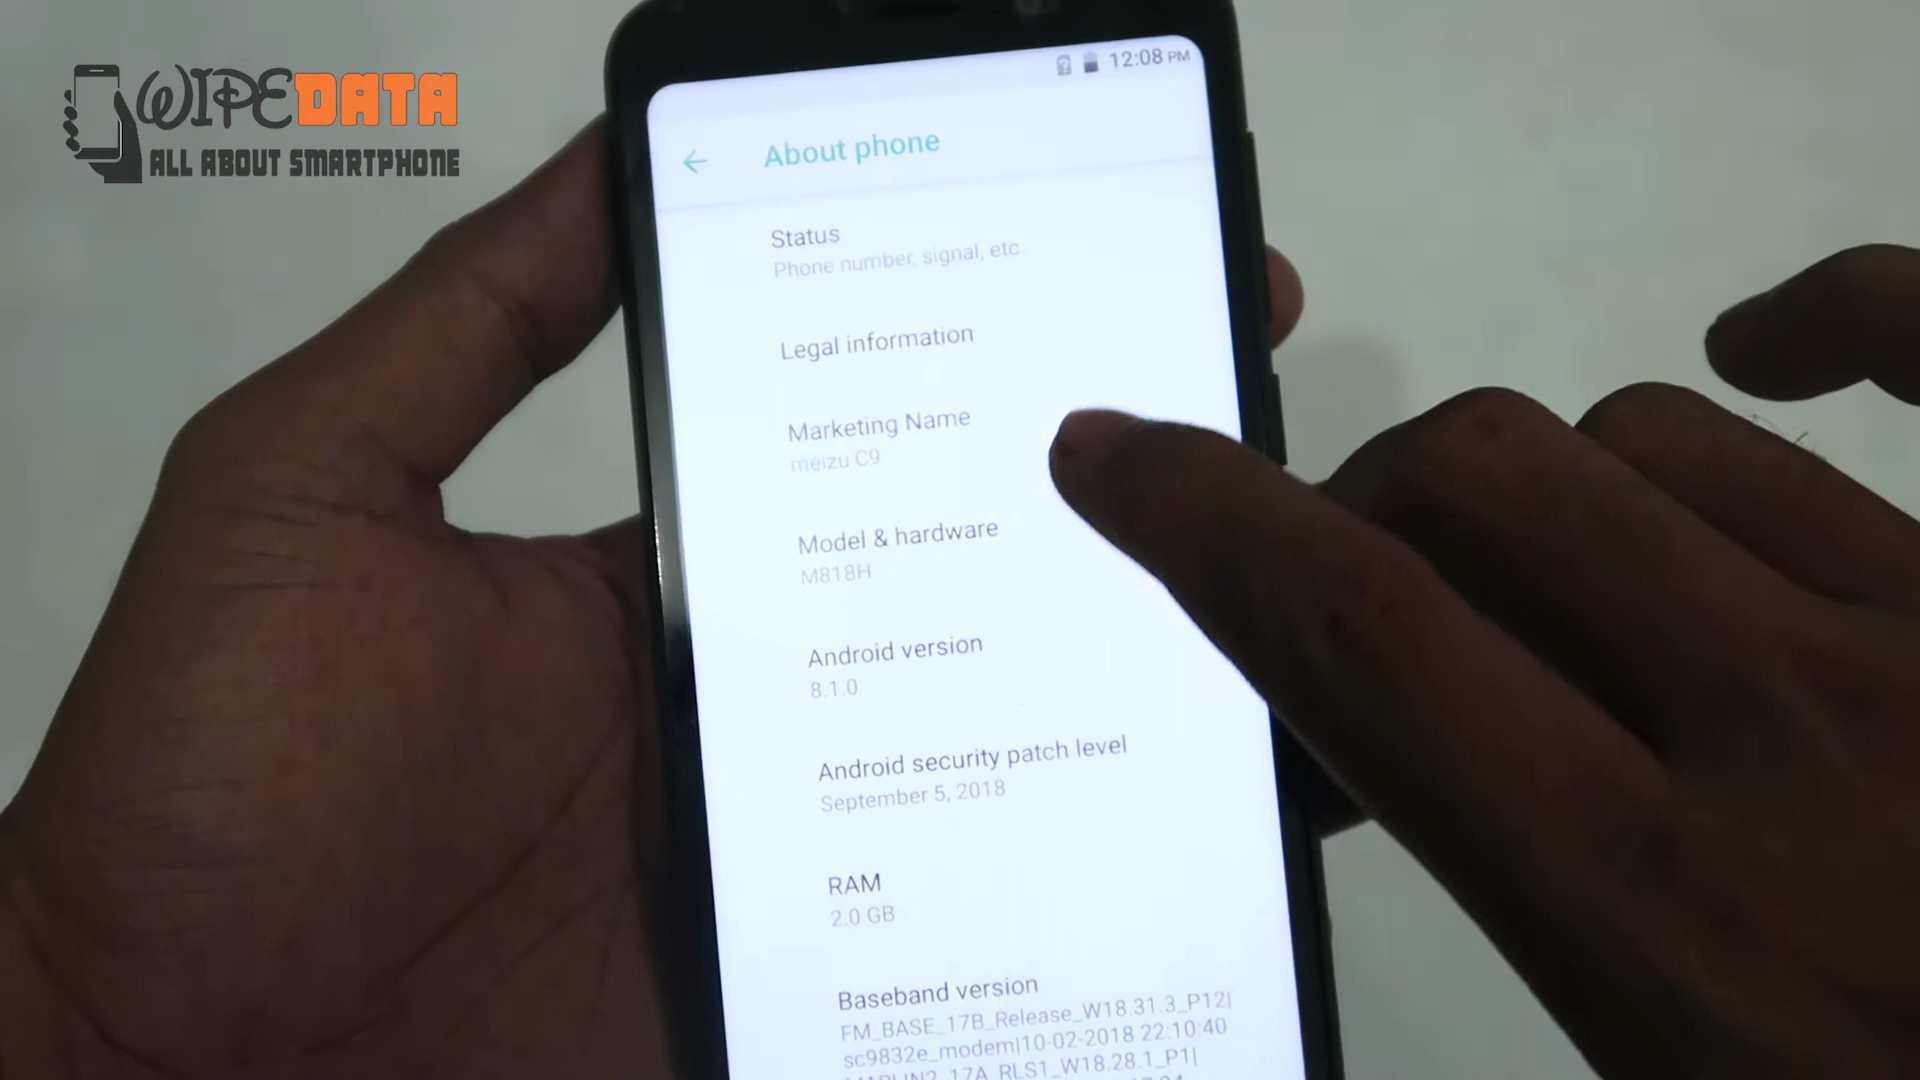 WIPEDATA
ALL ABOUT SMARTPHONE
12:08 PM
About phone
Status
Phone number, signal, etc.
Legal information
Marketing Name
meizu C9
Model & hardware
M818H
Android version
8.1.0
Android security patch level
September 5, 2018
RAM
2.0 GB
Baseband version
FM_BASE_17B_Release_W18.31.3_P12|
sc9832e_modem|10-02-2018 22:10:40
RLS1_W18.28.1_P1|